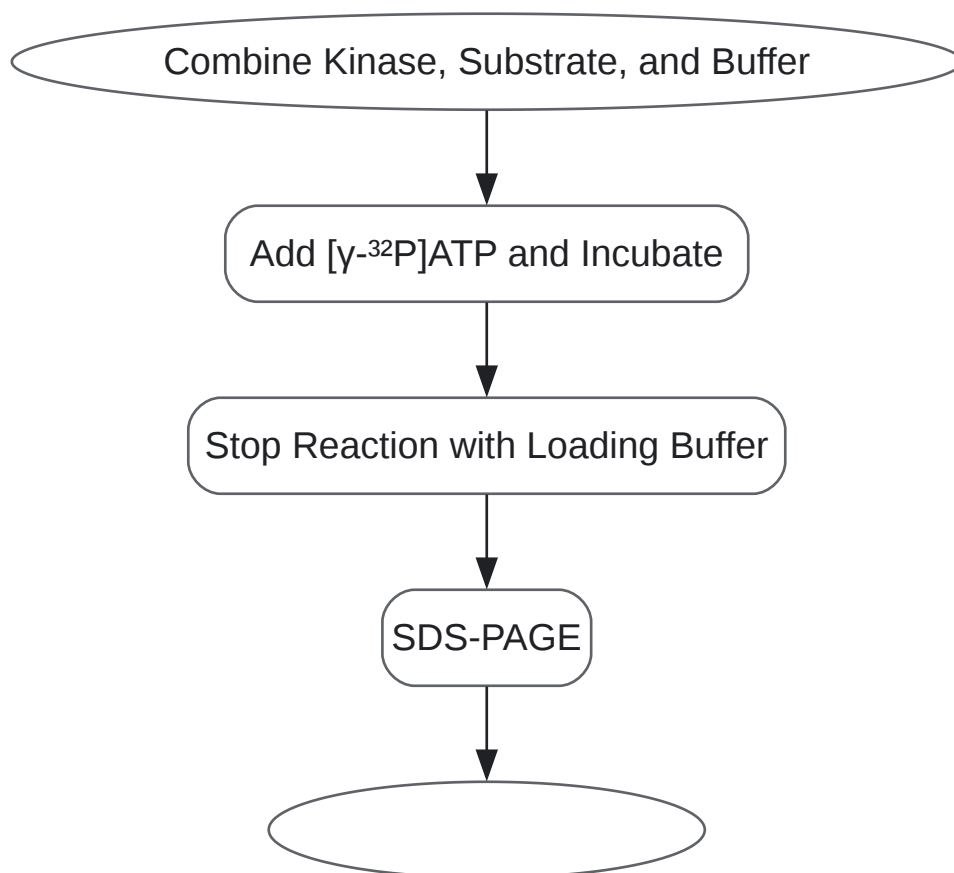 Combine Kinase, Substrate, and Buffer
Add [γ-³²P]ATP and Incubate
Stop Reaction with Loading Buffer
SDS-PAGE